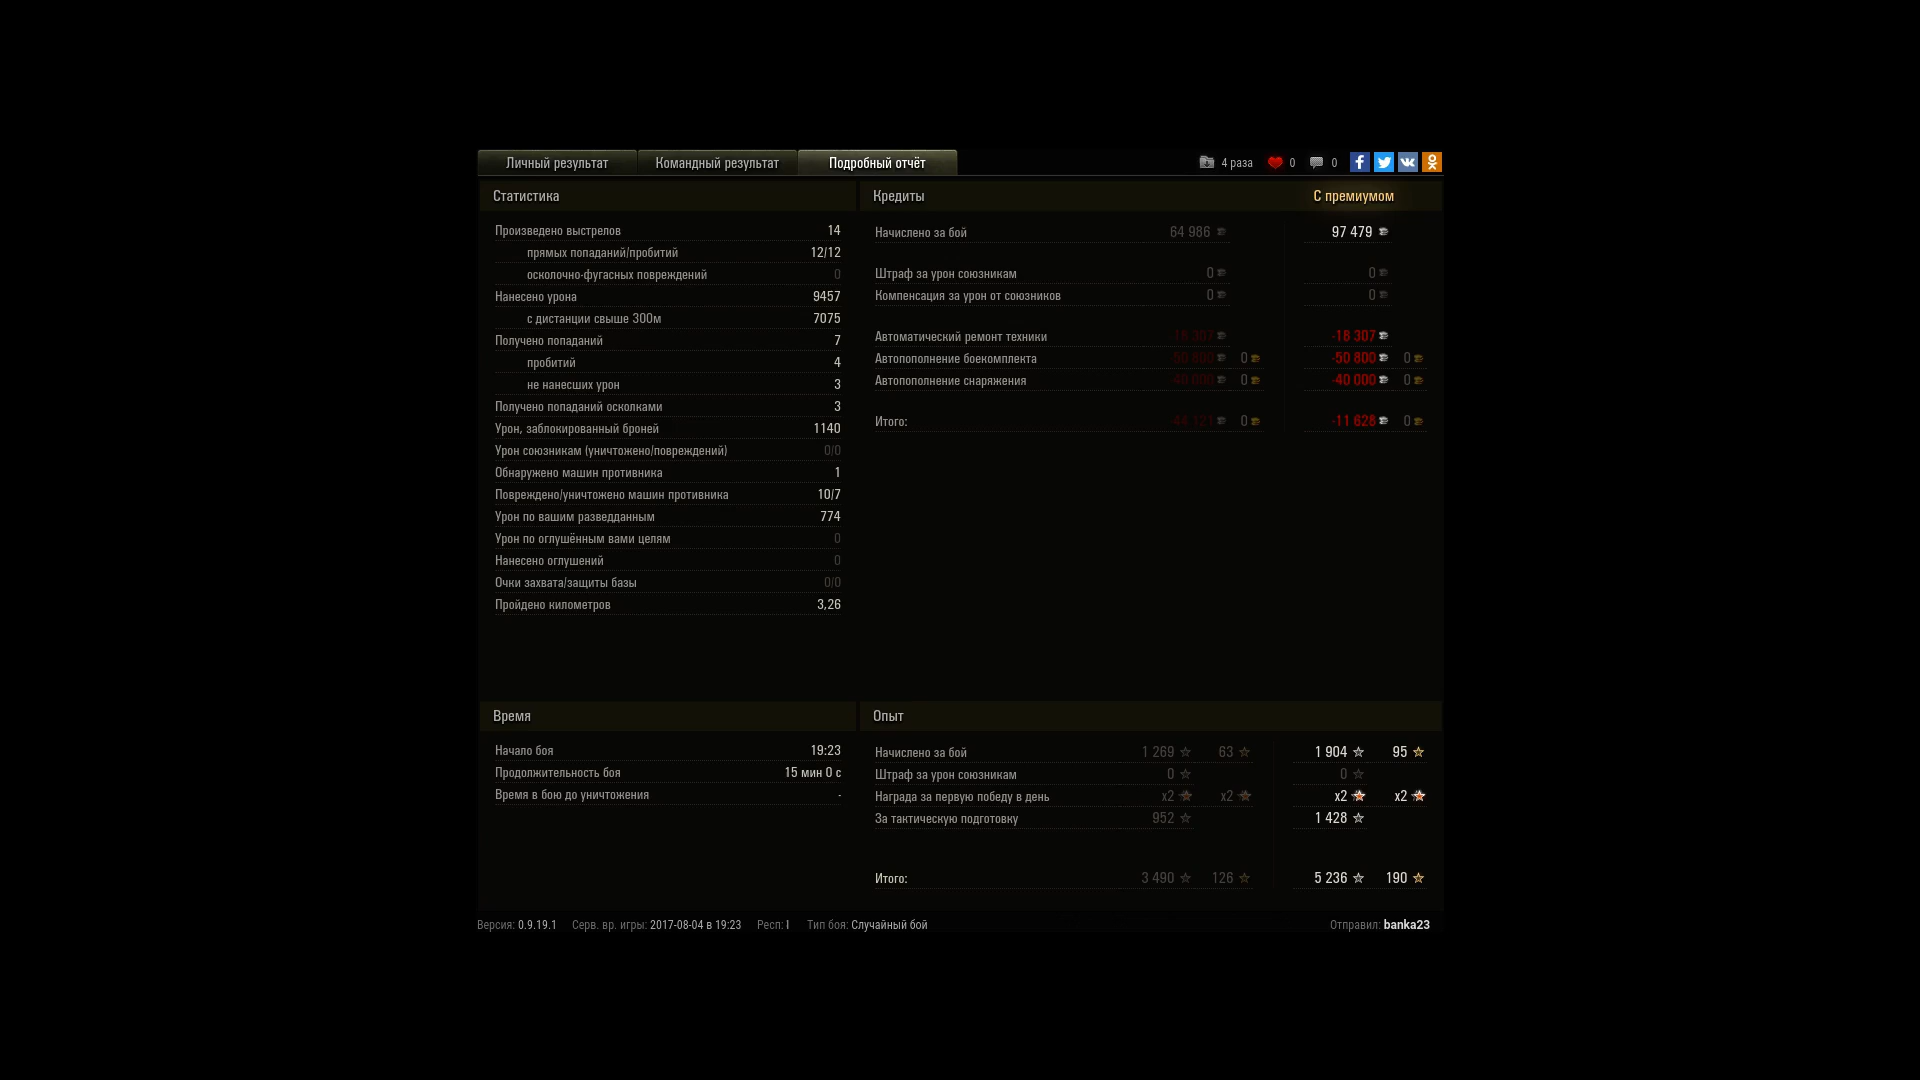 Личный результат Командный результат Подробный отчёт 4 раза 0 0
Статистика Кредиты С премиумом
Произведено выстрелов 14
прямых попаданий/пробитий 12/12
осколочно-фугасных повреждений 0
Нанесено урона 9457
с дистанции свыше 300м 7075
Получено попаданий 7
пробитий 4
не нанесших урон 3
Получено попаданий осколками 3
Урон, заблокированный броней 1140
Урон союзникам (уничтожено/повреждений) 0/0
Обнаружено машин противника 1
Повреждено/уничтожено машин противника 10/7
Урон по вашим разведданным 774
Урон по оглушённым вами целям 0
Нанесено оглушений 0
Очки захвата/защиты базы 0/0
Пройдено километров 3,26
Начислено за бой 64 986 97 479
Штраф за урон союзникам 0 0
Компенсация за урон от союзников 0 0
Автоматический ремонт техники -18 307 -18 307
Автопополнение боекомплекта -50 800 0 -50 800 0
Автопополнение снаряжения -40 000 0 -40 000 0
Итого: -44 121 0 -11 628 0
Время
Начало боя 19:23
Продолжительность боя 15 мин 0 с
Время в бою до уничтожения -
Опыт
Начислено за бой 1 269 63 1 904 95
Штраф за урон союзникам 0 0
Награда за первую победу в день x2 x2 x2 x2
За тактическую подготовку 952 1 428
Итого: 3 490 126 5 236 190
Версия: 0.9.19.1 Серв. вр. игры: 2017-08-04 в 19:23 Респ: I Тип боя: Случайный бой Отправил: banka23